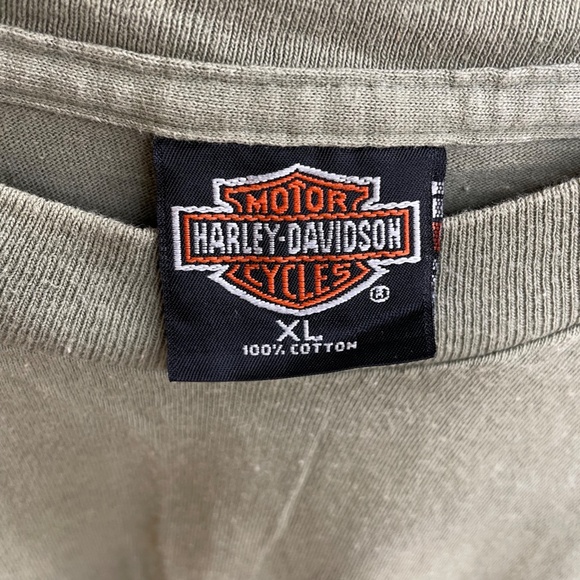 MOTOR
HARLEY-DAVIDSON
CYCLES
®
XL
100% COTTON